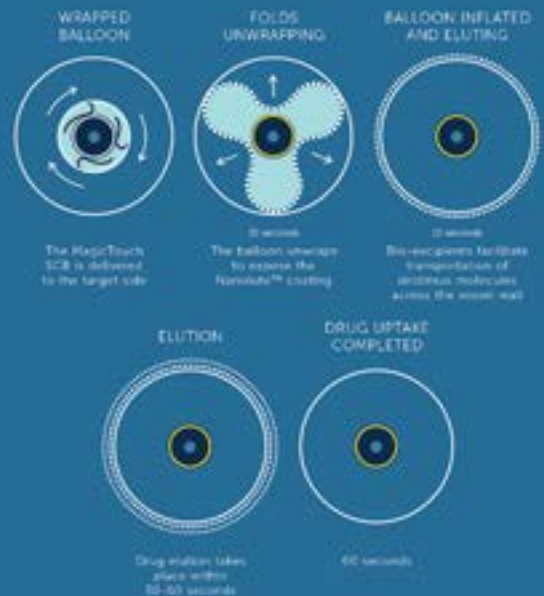 WRAPPED
BALLOON
The MagicTouch
SCB is delivered
to the target side
FOLDS
UNWRAPPING
10 seconds
The balloon unwraps
to expose the
Nanolute™ coating
BALLOON INFLATED
AND ELUTING
Bio-excipients facilitate
transportation of
sirolimus molecules
across the vessel wall
ELUTION
Drug elution takes
place within
DRUG UPTAKE
COMPLETED
60 seconds